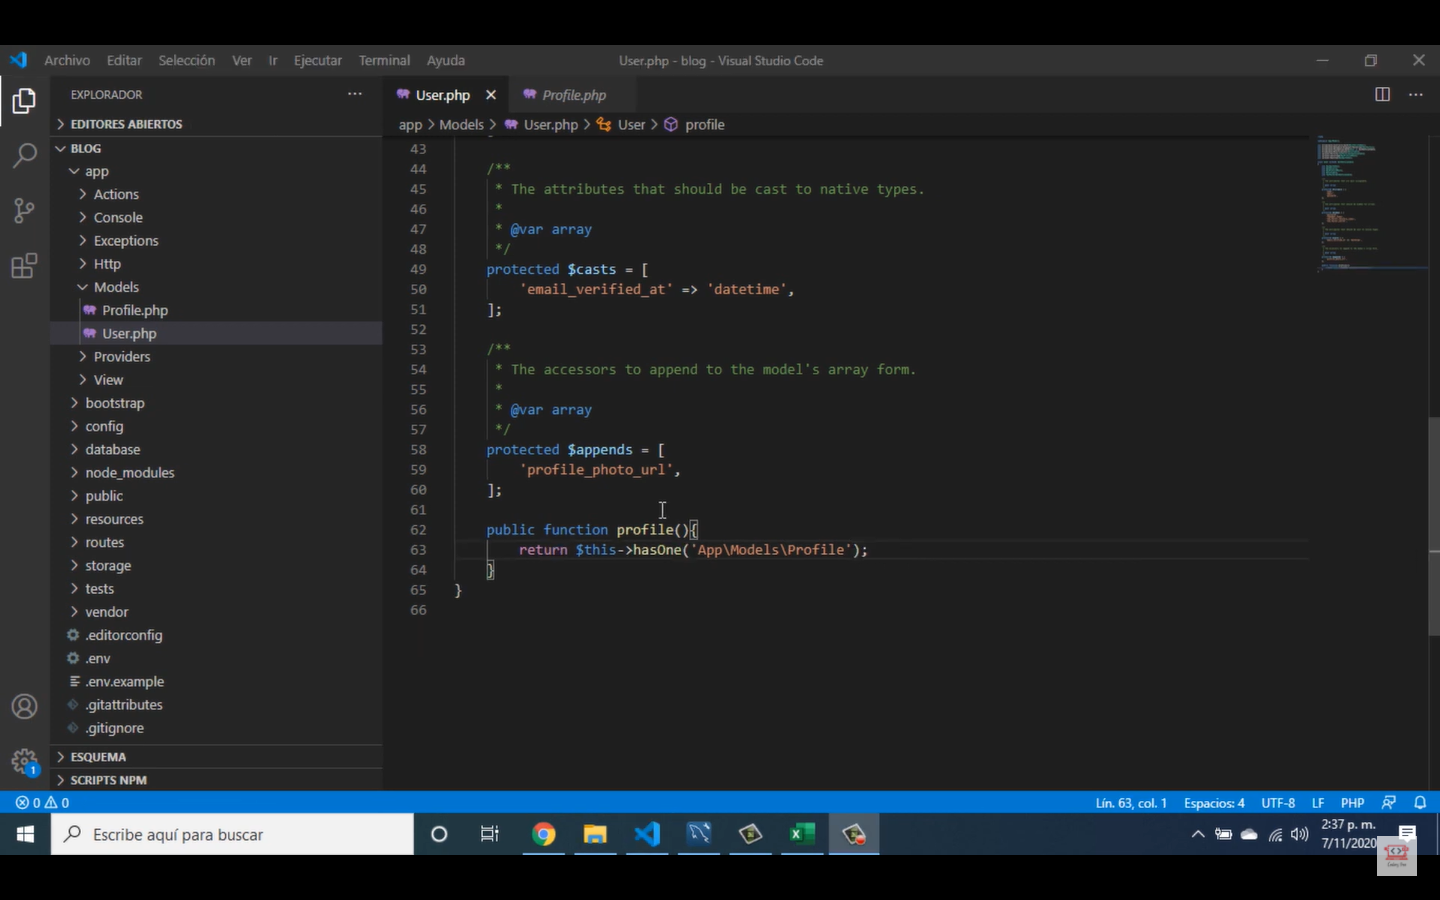 Archivo Editar Selección Ver Ir Ejecutar Terminal Ayuda
User.php - blog - Visual Studio Code
EXPLORADOR
EDITORES ABIERTOS
BLOG
app
Actions
Console
Exceptions
Http
Models
Profile.php
User.php
Providers
View
bootstrap
config
database
node_modules
public
resources
routes
storage
tests
vendor
.editorconfig
.env
.env.example
.gitattributes
.gitignore
ESQUEMA
SCRIPTS NPM
1
User.php Profile.php
app > Models > User.php > User > profile
43
44 /**
45 * The attributes that should be cast to native types.
46 *
47 * @var array
48 */
49 protected $casts = [
50 'email_verified_at' => 'datetime',
51 ];
52
53 /**
54 * The accessors to append to the model's array form.
55 *
56 * @var array
57 */
58 protected $appends = [
59 'profile_photo_url',
60 ];
61
62 public function profile(){
63 return $this->hasOne('App\Models\Profile');
64 }
65 }
66
0 0
Lín. 63, col. 1 Espacios: 4 UTF-8 LF PHP
Escribe aquí para buscar
2:37 p. m.
7/11/2020